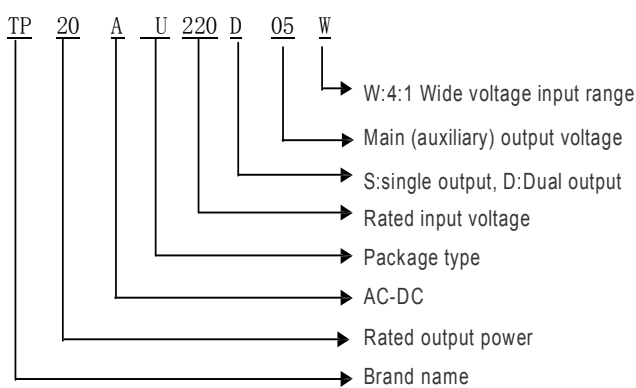 TP 20 A U 220 D 05 W
W:4:1 Wide voltage input range
Main (auxiliary) output voltage
S:single output, D:Dual output
Rated input voltage
Package type
AC-DC
Rated output power
Brand name